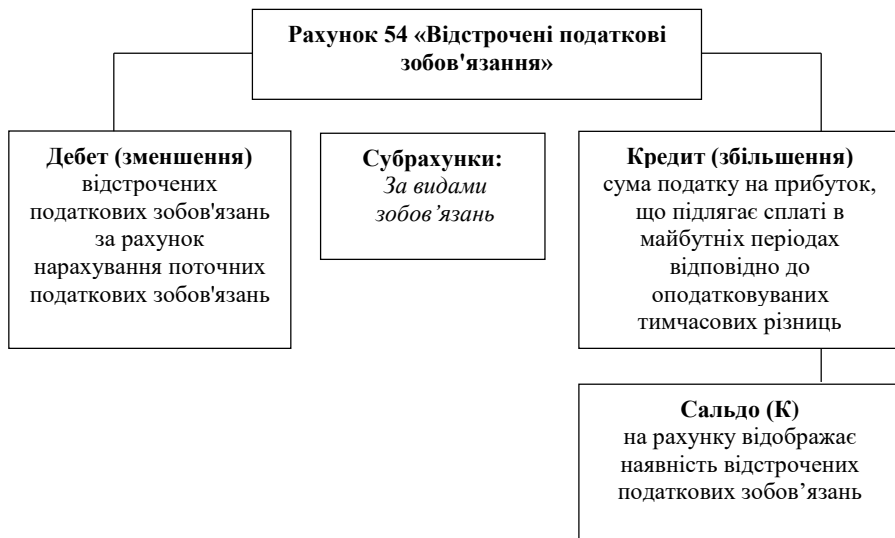 Рахунок 54 «Відстрочені податкові
зобов'язання»
Дебет (зменшення)
відстрочених
податкових зобов'язань
за рахунок
нарахування поточних
податкових зобов'язань
Субрахунки:
За видами
зобов’язань
Кредит (збільшення)
сума податку на прибуток,
що підлягає сплаті в
майбутніх періодах
відповідно до
оподатковуваних
тимчасових різниць
Сальдо (К)
на рахунку відображає
наявність відстрочених
податкових зобов’язань